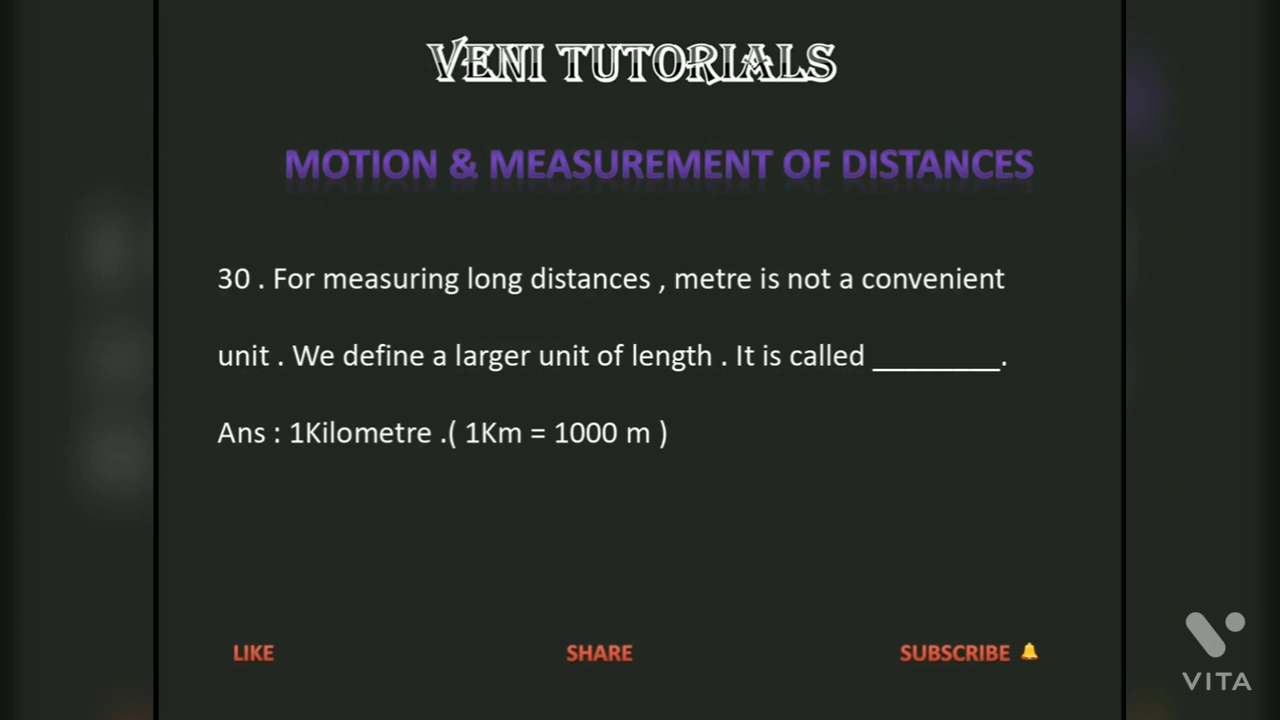 VENI TUTORIALS
MOTION & MEASUREMENT OF DISTANCES
30 . For measuring long distances , metre is not a convenient
unit . We define a larger unit of length . It is called ________.
Ans : 1Kilometre .( 1Km = 1000 m )
LIKE SHARE SUBSCRIBE 🔔
VITA